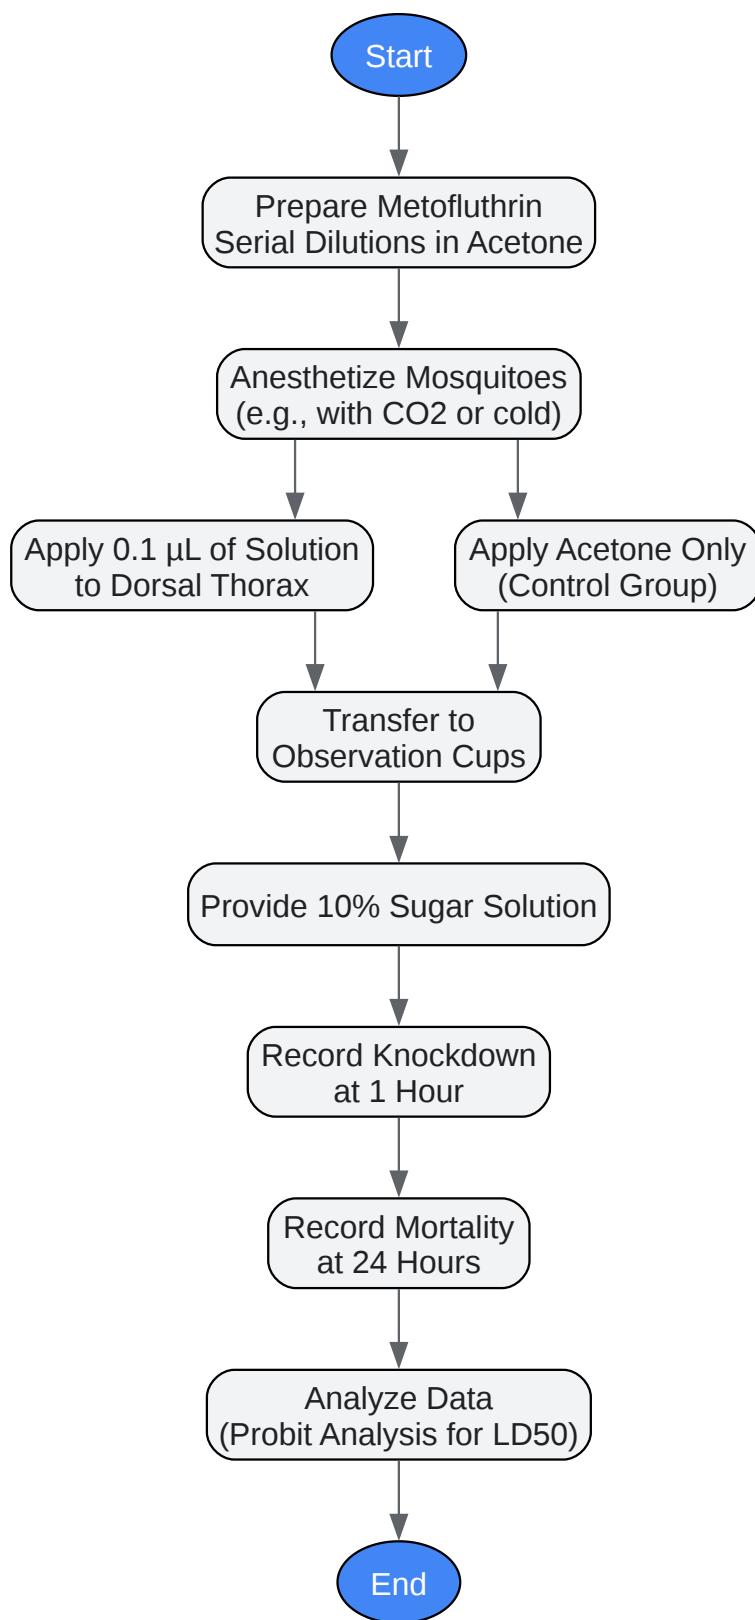 Start
Prepare Metofluthrin
Serial Dilutions in Acetone
Anesthetize Mosquitoes
(e.g., with CO2 or cold)
Apply 0.1 µL of Solution
to Dorsal Thorax
Apply Acetone Only
(Control Group)
Transfer to
Observation Cups
Provide 10% Sugar Solution
Record Knockdown
at 1 Hour
Record Mortality
at 24 Hours
Analyze Data
(Probit Analysis for LD50)
End